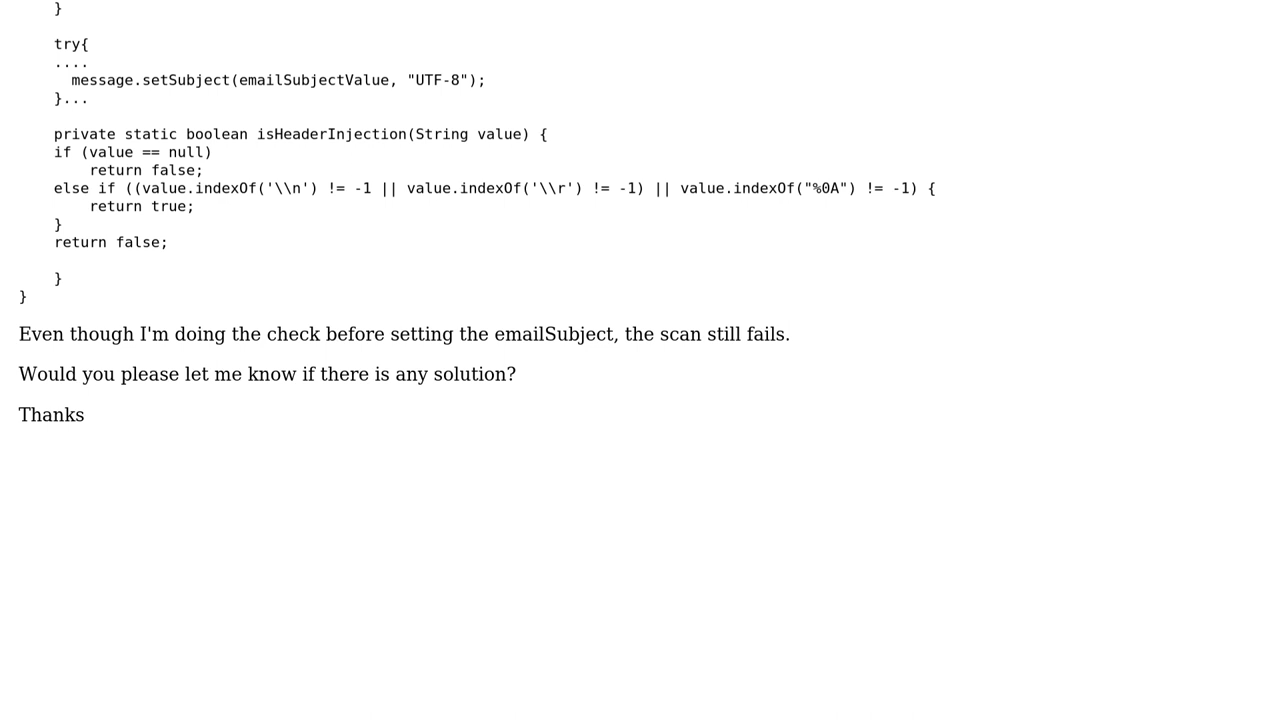 }
try{
....
message.setSubject(emailSubjectValue, "UTF-8");
}...
private static boolean isHeaderInjection(String value) {
if (value == null)
return false;
else if ((value.indexOf('\\n') != -1 || value.indexOf('\\r') != -1) || value.indexOf("%0A") != -1) {
return true;
}
return false;
}
}
Even though I'm doing the check before setting the emailSubject, the scan still fails.
Would you please let me know if there is any solution?
Thanks